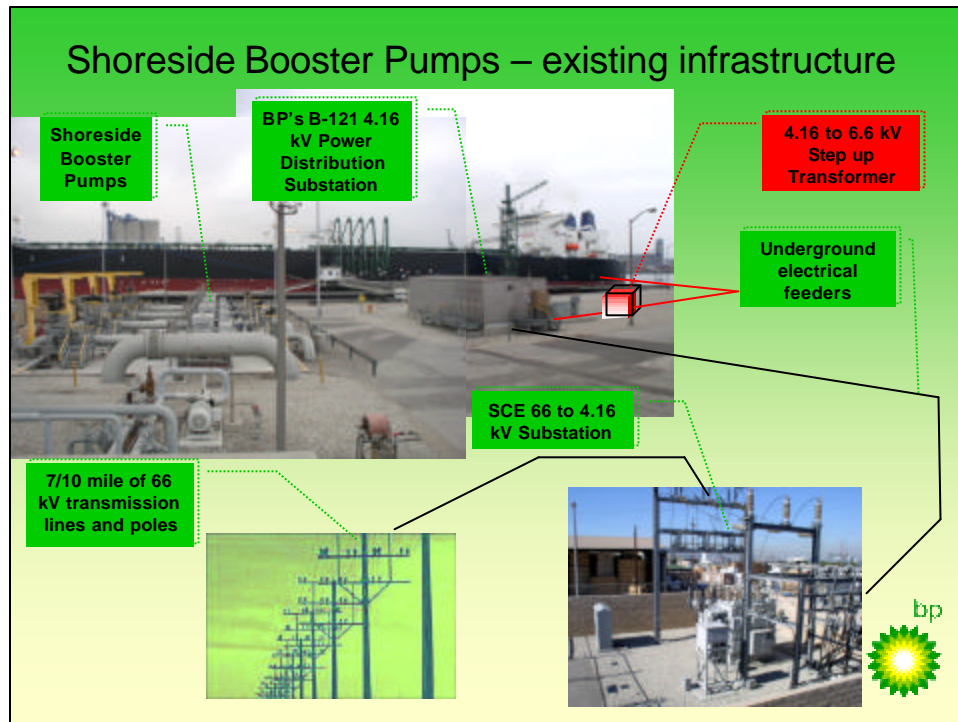 Shoreside Booster Pumps – existing infrastructure
Shoreside
Booster
Pumps
BP's B-121 4.16
kV Power
Distribution
Substation
4.16 to 6.6 kV
Step up
Transformer
Underground
electrical
feeders
SCE 66 to 4.16
kV Substation
7/10 mile of 66
kV transmission
lines and poles
bp